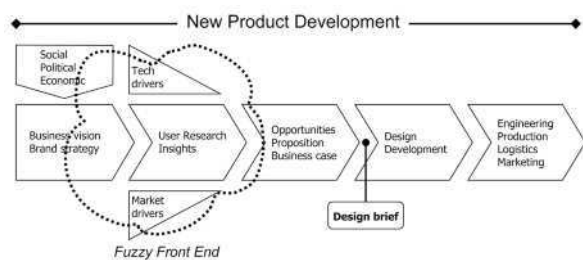 New Product Development
Social
Political
Economic
Tech
drivers
Business Vision
Brand strategy
User Research
Insights
Opportunities
Proposition
Business case
Design
Development
Engineering
Production
Logistics
Marketing
Market
drivers
Design brief
Fuzzy Front End